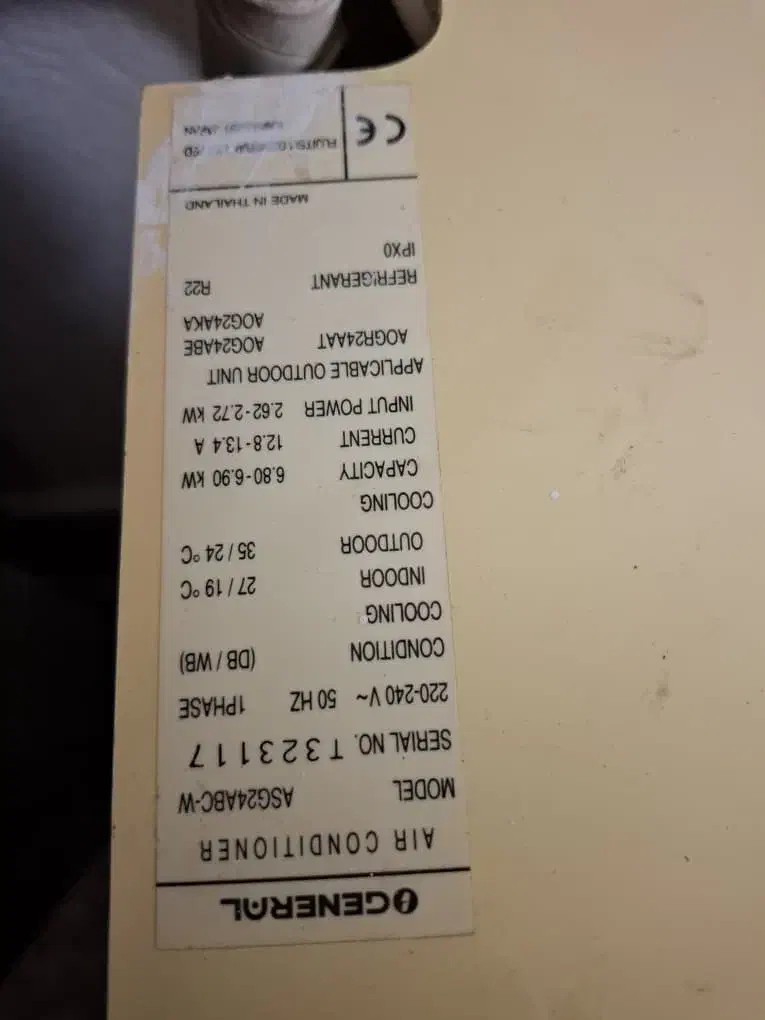 GENERAL
AIR CONDITIONER
MODEL ASG24ABC-W
SERIAL NO. T323117
220-240 V~ 50 HZ 1PHASE
CONDITION (DB / WB)
COOLING
INDOOR 27 / 19 °C
OUTDOOR 35 / 24 °C
COOLING
CAPACITY 6.80-6.90 kW
CURRENT 12.8-13.4 A
INPUT POWER 2.62-2.72 kW
APPLICABLE OUTDOOR UNIT
AOGR24AAT AOG24ABE
AOG24AKA
REFRIGERANT R22
IPX0
MADE IN THAILAND
CE
JAPAN